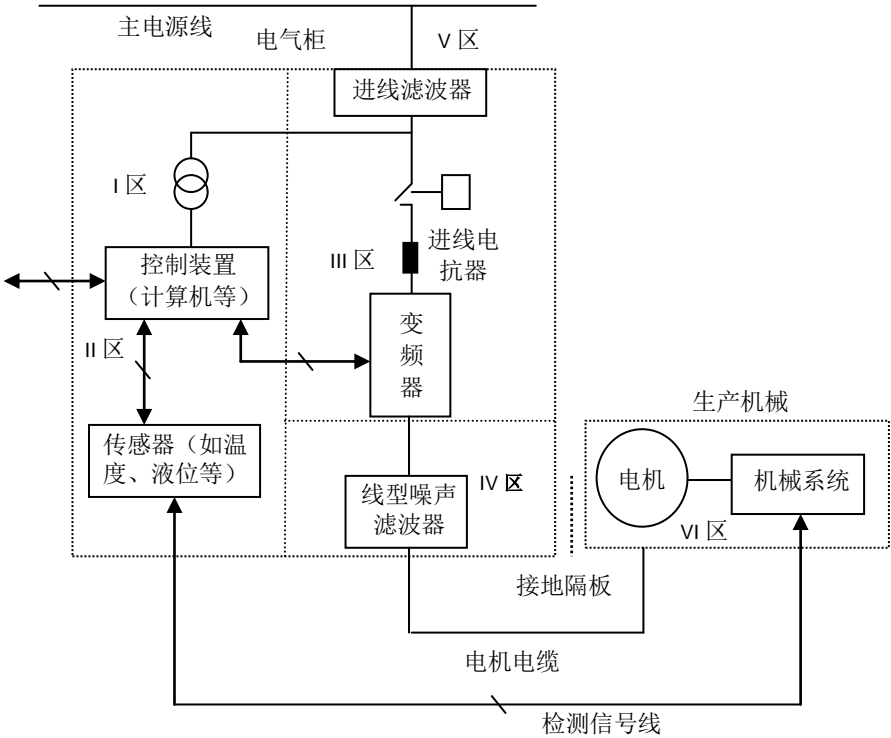 主电源线
电气柜
V 区
进线滤波器
I 区
进线电
抗器
III 区
控制装置
（计算机等）
变
频
器
II 区
生产机械
传感器（如温
度、液位等）
线型噪声
滤波器
IV 区
电机
机械系统
VI 区
接地隔板
电机电缆
检测信号线